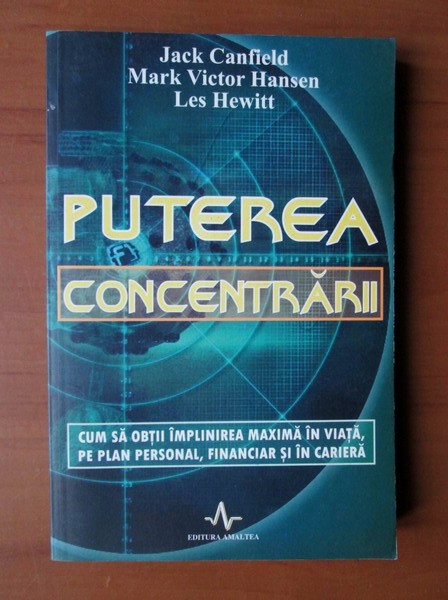 Jack Canfield
Mark Victor Hansen
Les Hewitt
PUTEREA
CONCENTRĂRII
CUM SĂ OBȚII ÎMPLINIREA MAXIMĂ ÎN VIAȚĂ,
PE PLAN PERSONAL, FINANCIAR ȘI ÎN CARIERĂ
EDITURA AMALTEA